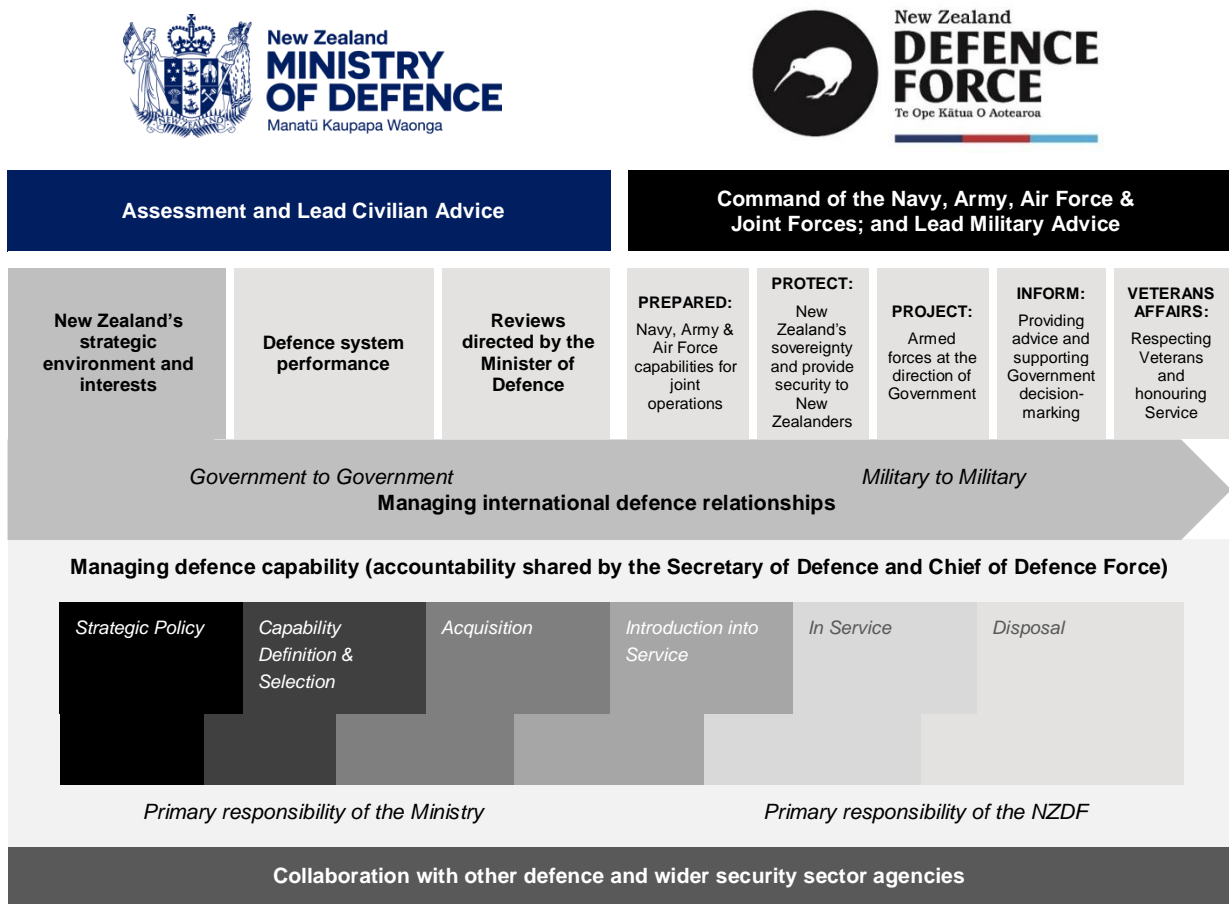 New Zealand
MINISTRY
OF DEFENCE
Manatū Kaupapa Waonga
NEW ZEALAND
New Zealand
DEFENCE
FORCE
Te Ope Kātua O Aotearoa
Assessment and Lead Civilian Advice
Command of the Navy, Army, Air Force &
Joint Forces; and Lead Military Advice
New Zealand's
strategic
environment and
interests
Defence system
performance
Reviews
directed by the
Minister of
Defence
PREPARED:
Navy, Army &
Air Force
capabilities for
joint
operations
PROTECT:
New
Zealand's
sovereignty
and provide
security to
New
Zealanders
PROJECT:
Armed
forces at the
direction of
Government
INFORM:
Providing
advice and
supporting
Government
decision-
marking
VETERANS
AFFAIRS:
Respecting
Veterans
and
honouring
Service
Government to Government
Military to Military
Managing international defence relationships
Managing defence capability (accountability shared by the Secretary of Defence and Chief of Defence Force)
Strategic Policy
Capability
Definition &
Selection
Acquisition
Introduction into
Service
In Service
Disposal
Primary responsibility of the Ministry
Primary responsibility of the NZDF
Collaboration with other defence and wider security sector agencies